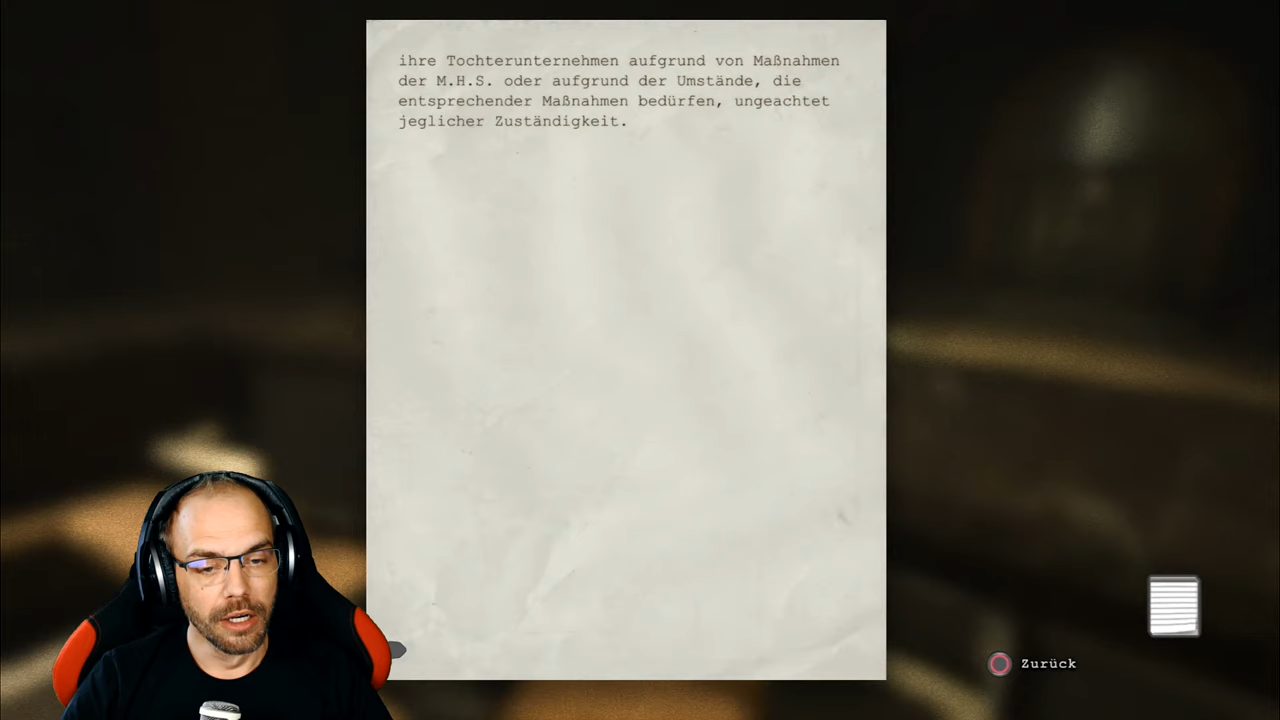 ihre Tochterunternehmen aufgrund von Maßnahmen
der M.H.S. oder aufgrund der Umstände, die
entsprechender Maßnahmen bedürfen, ungeachtet
jeglicher Zuständigkeit.
Zurück